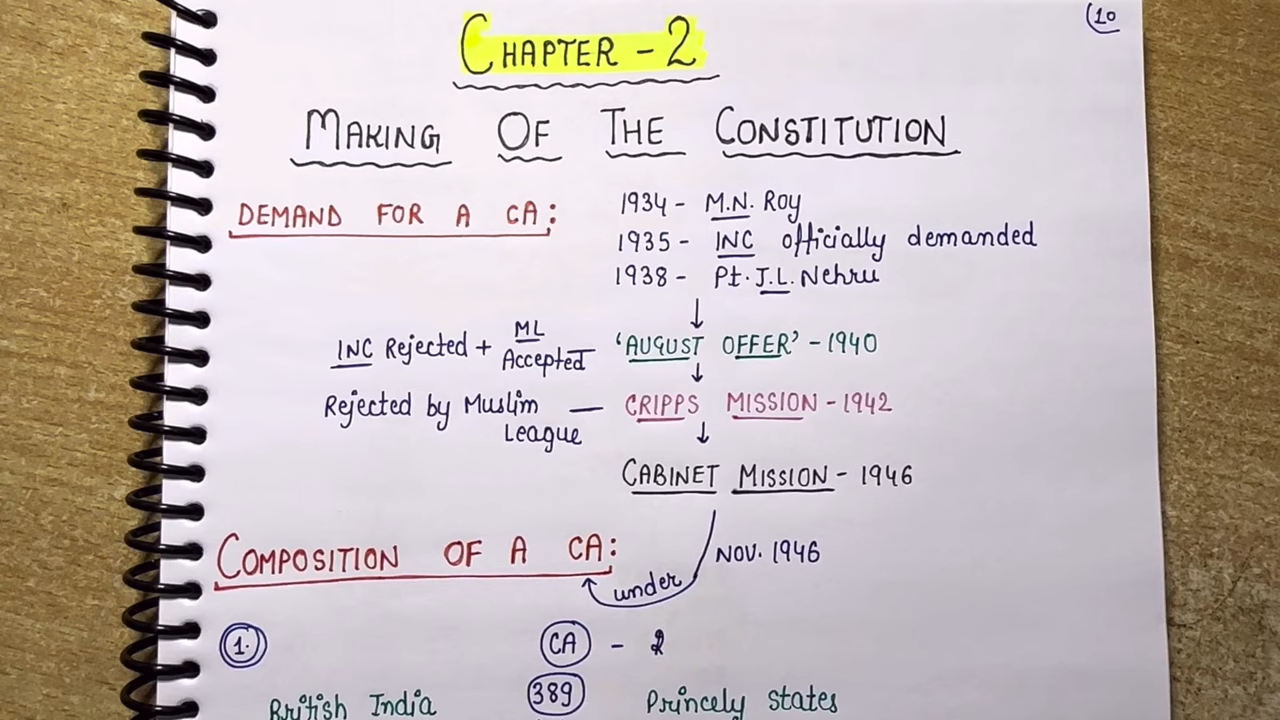 (10
CHAPTER - 2
MAKING OF THE CONSTITUTION
DEMAND FOR A CA:
1934 - M.N. Roy
1935 - INC officially demanded
1938 - Pt. J.L. Nehru
INC Rejected + ML Accepted — 'AUGUST OFFER' - 1940
Rejected by Muslim League — CRIPPS MISSION - 1942
CABINET MISSION - 1946
NOV. 1946
under
COMPOSITION OF A CA:
1. CA - 2
British India 389 Princely states